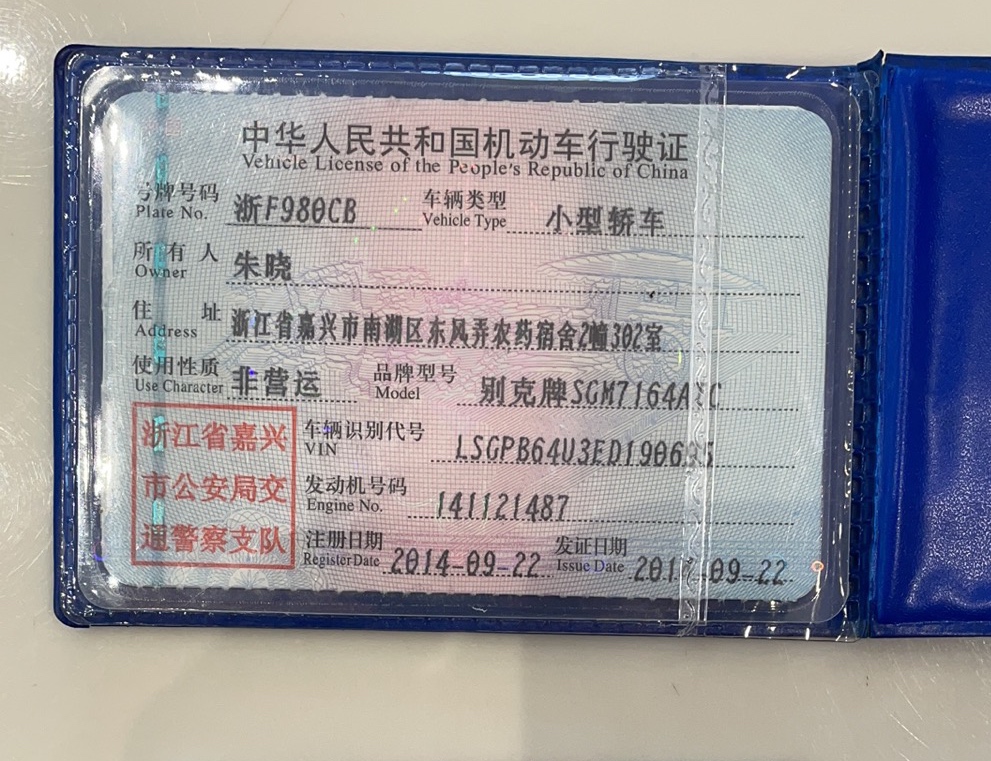 中华人民共和国机动车行驶证
Vehicle License of the People's Republic of China
号牌号码 浙F980CB 车辆类型 小型轿车
Plate No. Vehicle Type
所有人 朱晓
Owner
住址 浙江省嘉兴市南湖区东风弄农药宿舍2幢302室
Address
使用性质 非营运 品牌型号 别克牌
Use Character Model
浙江省嘉兴
市公安局交
通警察支队
车辆识别代号
VIN
发动机号码 141121487
Engine No.
注册日期 2014-09-22 发证日期
Register Date Issue Date